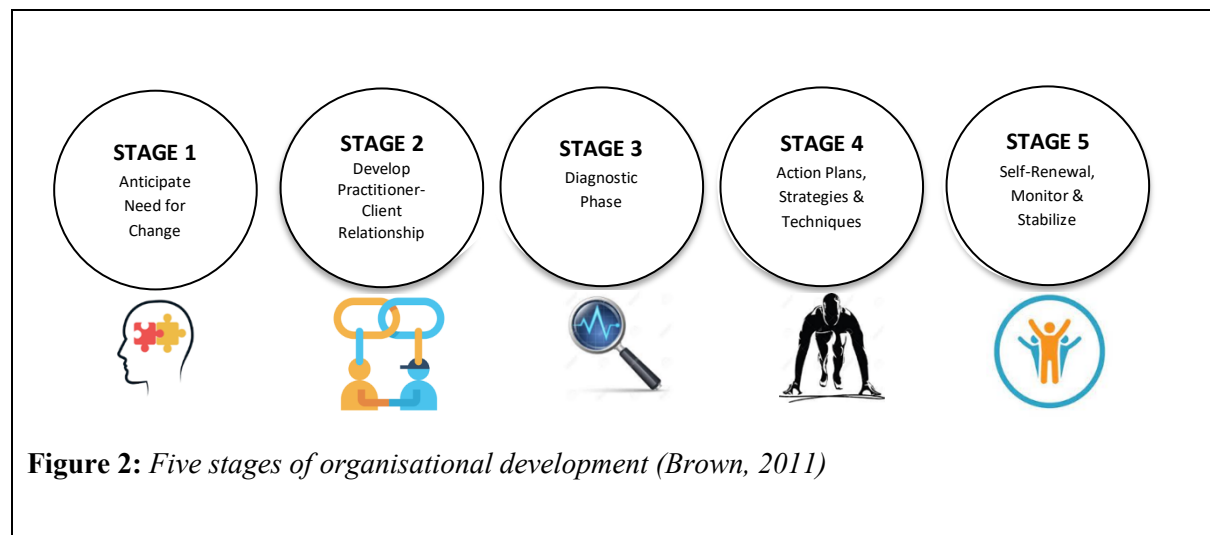 STAGE 1
Anticipate
Need for
Change
STAGE 2
Develop
Practitioner-
Client
Relationship
STAGE 3
Diagnostic
Phase
STAGE 4
Action Plans,
Strategies &
Techniques
STAGE 5
Self-Renewal,
Monitor &
Stabilize
Figure 2: Five stages of organisational development (Brown, 2011)